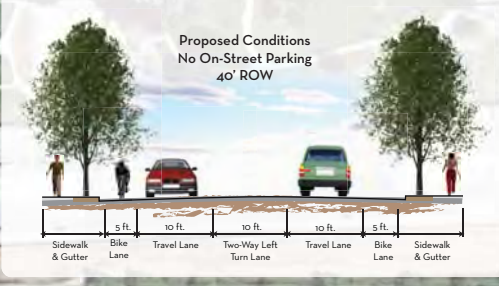 Proposed Conditions
No On-Street Parking
40' ROW
5 ft.
10 ft.
10 ft.
10 ft.
5 ft.
Sidewalk
& Gutter
Bike
Lane
Travel Lane
Two-Way Left
Turn Lane
Travel Lane
Bike
Lane
Sidewalk
& Gutter